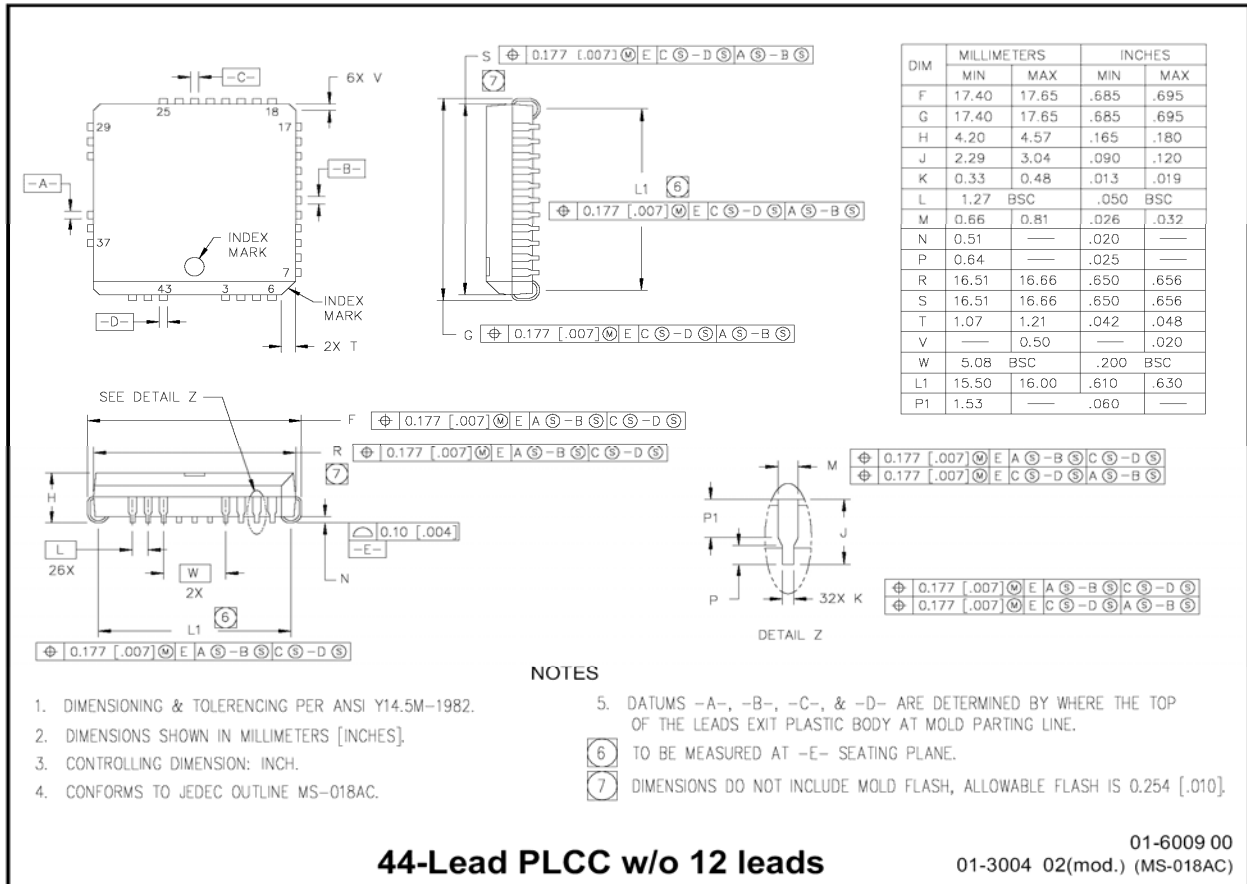 -C-
6X V
25
18
29
17
-B-
-A-
37
INDEX
MARK
7
43
3
6
INDEX
MARK
-D-
2X T
S ⌖ 0.177 [.007] Ⓜ E C Ⓢ -D Ⓢ A Ⓢ -B Ⓢ
7
L1 6
⌖ 0.177 [.007] Ⓜ E C Ⓢ -D Ⓢ A Ⓢ -B Ⓢ
G ⌖ 0.177 [.007] Ⓜ E C Ⓢ -D Ⓢ A Ⓢ -B Ⓢ
DIM MILLIMETERS INCHES
MIN MAX MIN MAX
F 17.40 17.65 .685 .695
G 17.40 17.65 .685 .695
H 4.20 4.57 .165 .180
J 2.29 3.04 .090 .120
K 0.33 0.48 .013 .019
L 1.27 BSC .050 BSC
M 0.66 0.81 .026 .032
N 0.51 — .020 —
P 0.64 — .025 —
R 16.51 16.66 .650 .656
S 16.51 16.66 .650 .656
T 1.07 1.21 .042 .048
V — 0.50 — .020
W 5.08 BSC .200 BSC
L1 15.50 16.00 .610 .630
P1 1.53 — .060 —
SEE DETAIL Z
F ⌖ 0.177 [.007] Ⓜ E A Ⓢ -B Ⓢ C Ⓢ -D Ⓢ
R ⌖ 0.177 [.007] Ⓜ E A Ⓢ -B Ⓢ C Ⓢ -D Ⓢ
7
H
⌓ 0.10 [.004]
-E-
L
26X
W
2X
N
6
L1
⌖ 0.177 [.007] Ⓜ E A Ⓢ -B Ⓢ C Ⓢ -D Ⓢ
M ⌖ 0.177 [.007] Ⓜ E A Ⓢ -B Ⓢ C Ⓢ -D Ⓢ
⌖ 0.177 [.007] Ⓜ E C Ⓢ -D Ⓢ A Ⓢ -B Ⓢ
P1
J
P
32X K
⌖ 0.177 [.007] Ⓜ E A Ⓢ -B Ⓢ C Ⓢ -D Ⓢ
⌖ 0.177 [.007] Ⓜ E C Ⓢ -D Ⓢ A Ⓢ -B Ⓢ
DETAIL Z
NOTES
1. DIMENSIONING & TOLERENCING PER ANSI Y14.5M-1982.
2. DIMENSIONS SHOWN IN MILLIMETERS [INCHES].
3. CONTROLLING DIMENSION: INCH.
4. CONFORMS TO JEDEC OUTLINE MS-018AC.
5. DATUMS -A-, -B-, -C-, & -D- ARE DETERMINED BY WHERE THE TOP
OF THE LEADS EXIT PLASTIC BODY AT MOLD PARTING LINE.
6 TO BE MEASURED AT -E- SEATING PLANE.
7 DIMENSIONS DO NOT INCLUDE MOLD FLASH, ALLOWABLE FLASH IS 0.254 [.010].
44-Lead PLCC w/o 12 leads
01-6009 00
01-3004 02(mod.) (MS-018AC)